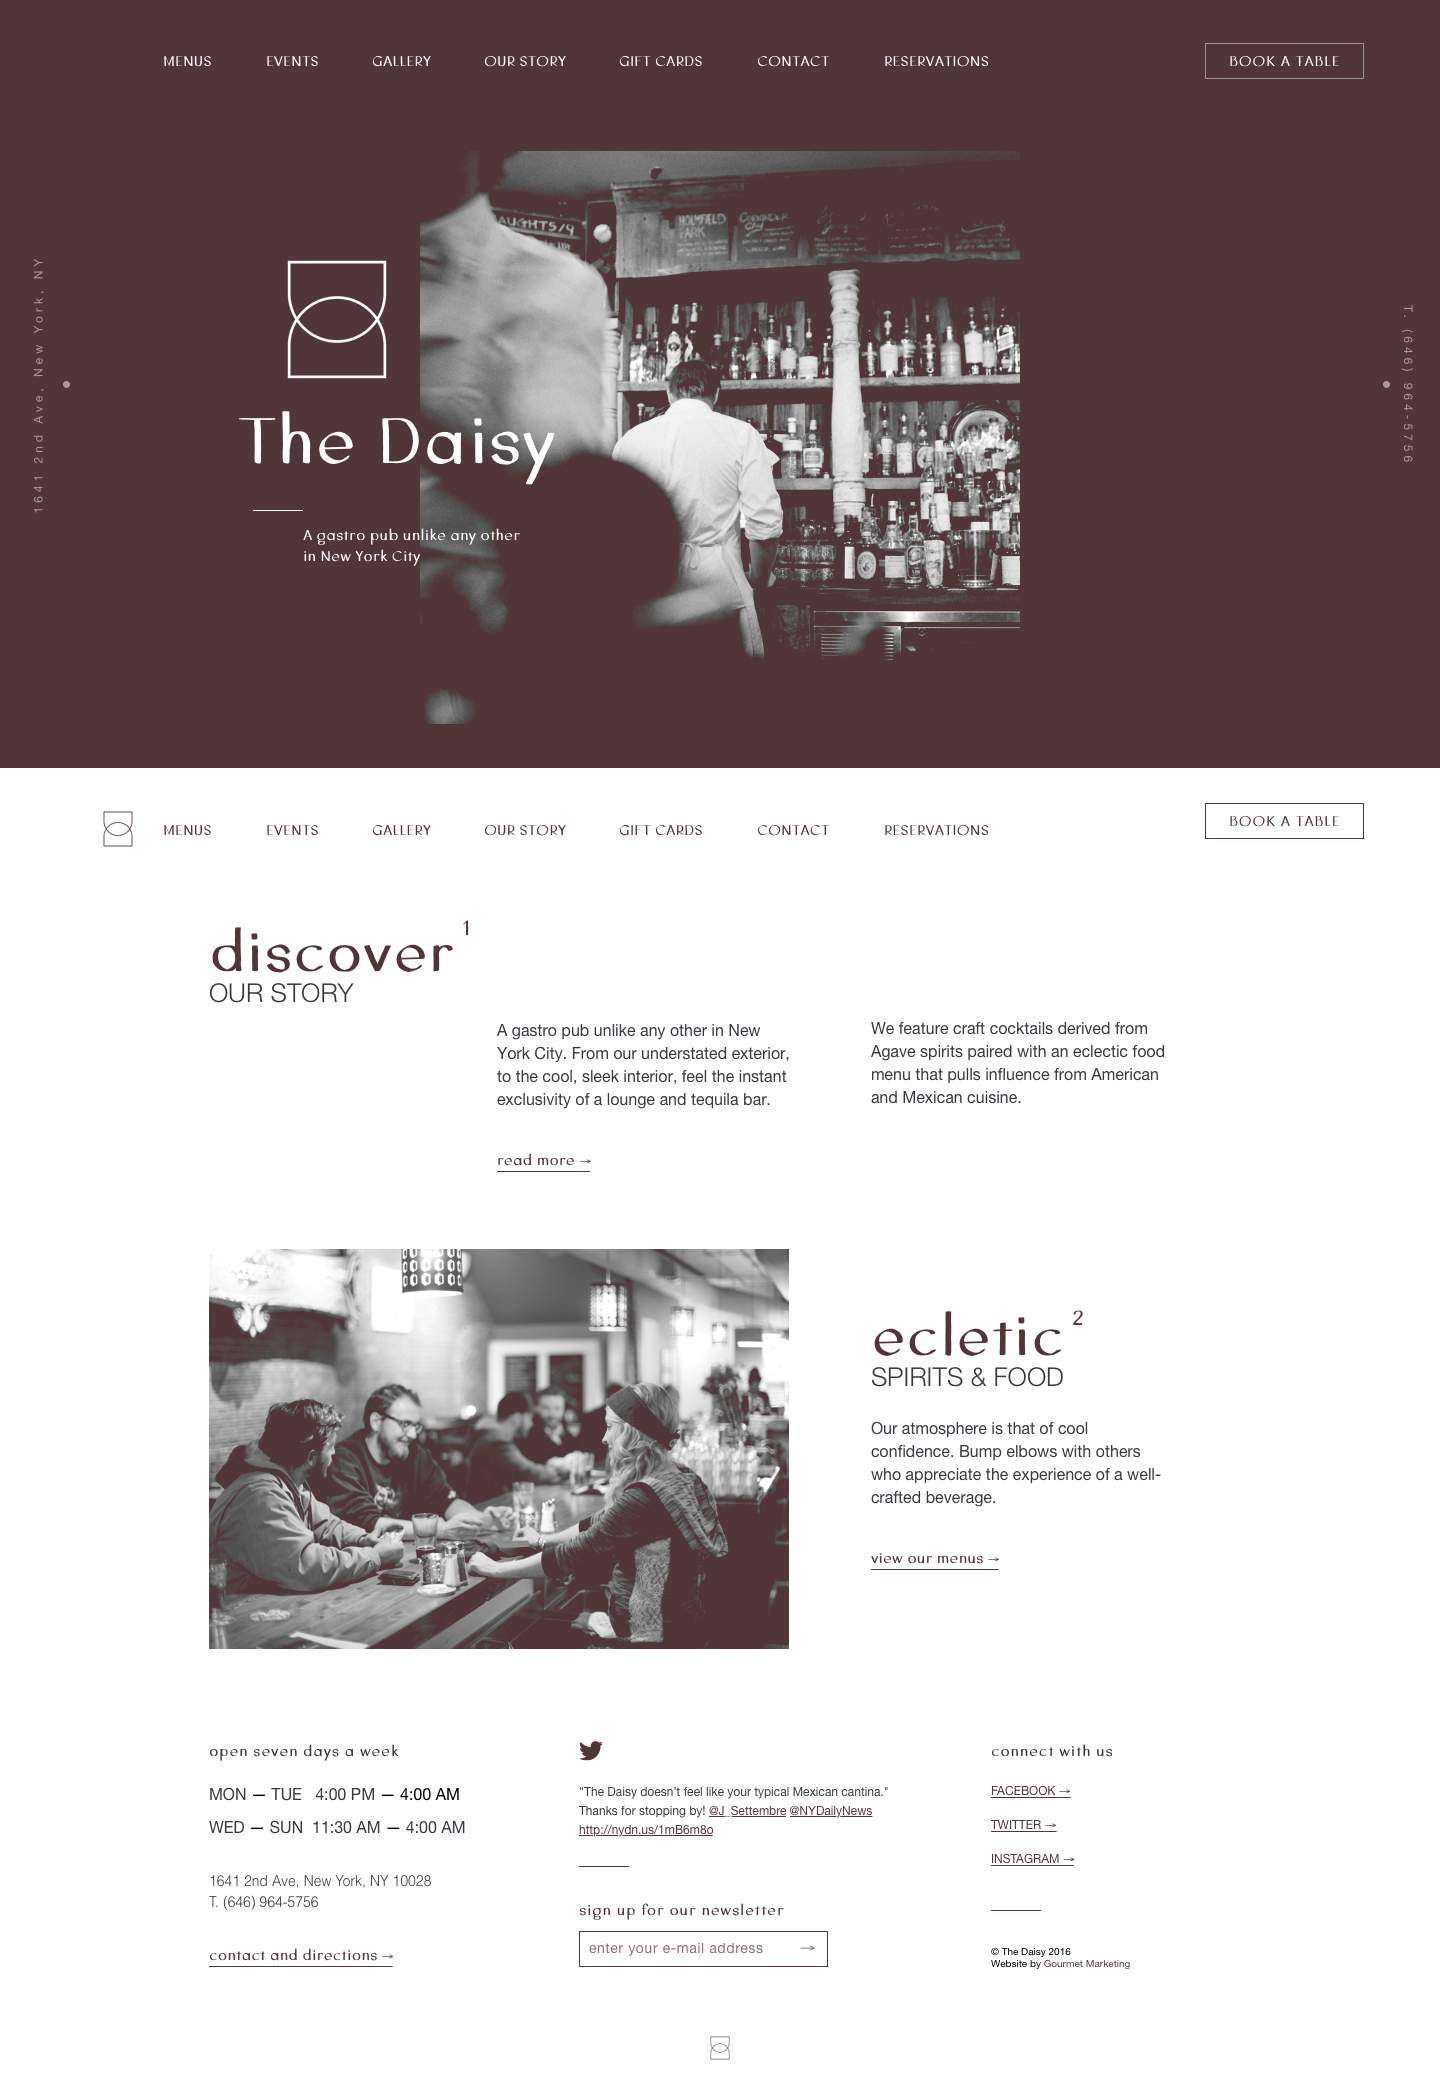 MENUS EVENTS GALLERY OUR STORY GIFT CARDS CONTACT RESERVATIONS BOOK A TABLE
1641 2nd Ave, New York, NY
T. (646) 964-5756
AUGHT5/9
HOLMFIELD
PARK
CORIANDER
The Daisy
A gastro pub unlike any other
in New York City
MENUS EVENTS GALLERY OUR STORY GIFT CARDS CONTACT RESERVATIONS BOOK A TABLE
discover 1
OUR STORY
A gastro pub unlike any other in New
York City. From our understated exterior,
to the cool, sleek interior, feel the instant
exclusivity of a lounge and tequila bar.
read more →
We feature craft cocktails derived from
Agave spirits paired with an eclectic food
menu that pulls influence from American
and Mexican cuisine.
ecletic 2
SPIRITS & FOOD
Our atmosphere is that of cool
confidence. Bump elbows with others
who appreciate the experience of a well-
crafted beverage.
view our menus →
open seven days a week
MON — TUE 4:00 PM — 4:00 AM
WED — SUN 11:30 AM — 4:00 AM
1641 2nd Ave, New York, NY 10028
T. (646) 964-5756
contact and directions →
"The Daisy doesn't feel like your typical Mexican cantina."
Thanks for stopping by! @J_Settembre @NYDailyNews
http://nydn.us/1mB6m8o
sign up for our newsletter
enter your e-mail address →
connect with us
FACEBOOK →
TWITTER →
INSTAGRAM →
© The Daisy 2016
Website by Gourmet Marketing